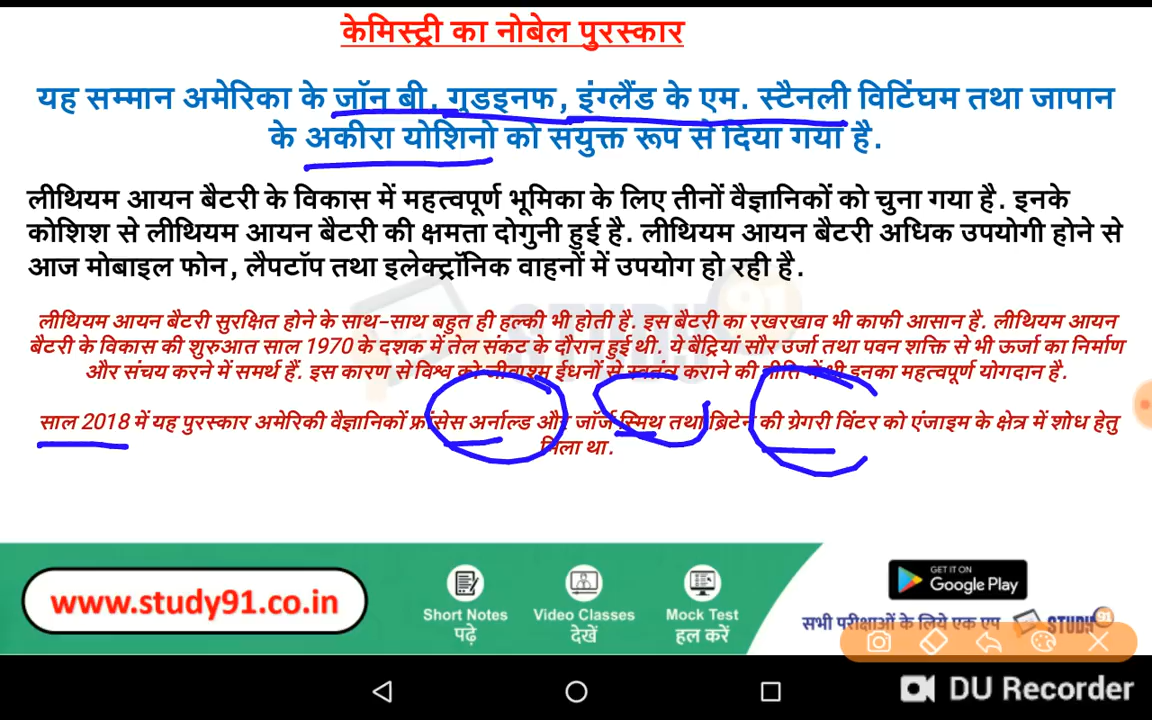 केमिस्ट्री का नोबेल पुरस्कार
यह सम्मान अमेरिका के जॉन बी. गुडइनफ, इंग्लैंड के एम. स्टैनली विटिंघम तथा जापान
के अकीरा योशिनो को संयुक्त रूप से दिया गया है.
लीथियम आयन बैटरी के विकास में महत्वपूर्ण भूमिका के लिए तीनों वैज्ञानिकों को चुना गया है. इनके
कोशिश से लीथियम आयन बैटरी की क्षमता दोगुनी हुई है. लीथियम आयन बैटरी अधिक उपयोगी होने से
आज मोबाइल फोन, लैपटॉप तथा इलेक्ट्रॉनिक वाहनों में उपयोग हो रही है.
लीथियम आयन बैटरी सुरक्षित होने के साथ-साथ बहुत ही हल्की भी होती है. इस बैटरी का रखरखाव भी काफी आसान है. लीथियम आयन
बैटरी के विकास की शुरुआत साल 1970 के दशक में तेल संकट के दौरान हुई थी. ये बैट्रियां सौर उर्जा तथा पवन शक्ति से भी ऊर्जा का निर्माण
और संचय करने में समर्थ हैं. इस कारण से विश्व को जीवाश्म ईधनों से स्वतंत्र कराने की नीति में भी इनका महत्वपूर्ण योगदान है.
साल 2018 में यह पुरस्कार अमेरिकी वैज्ञानिकों फ्रांसेस अर्नाल्ड और जॉर्ज स्मिथ तथा ब्रिटेन की ग्रेगरी विंटर को एंजाइम के क्षेत्र में शोध हेतु
मिला था.
www.study91.co.in
Short Notes
पढ़े
Video Classes
देखें
Mock Test
हल करें
GET IT ON
Google Play
सभी परीक्षाओं के लिये एक एप
STUDY 91
DU Recorder